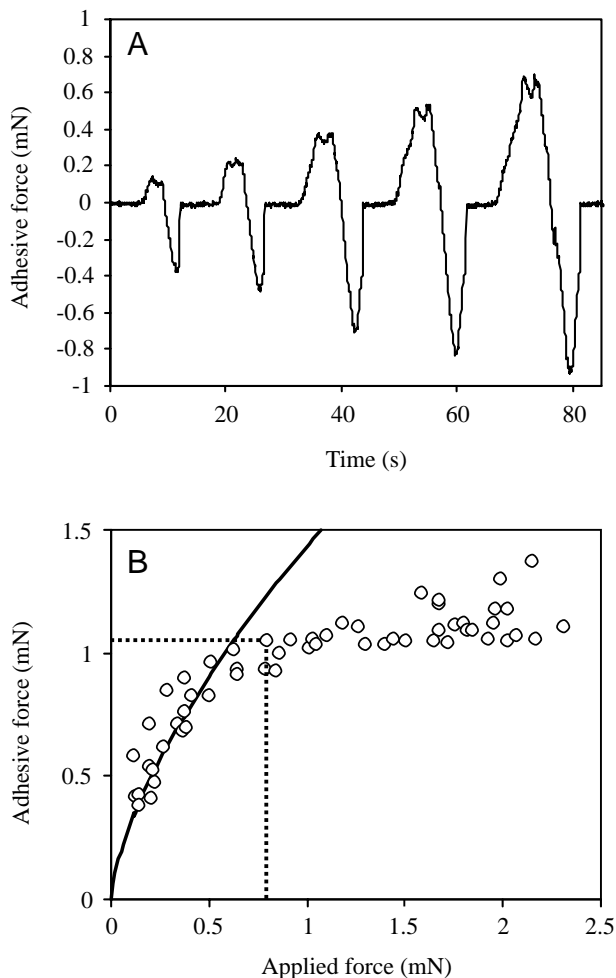 A
Adhesive force (mN)
1
0.8
0.6
0.4
0.2
0
-0.2
-0.4
-0.6
-0.8
-1
0 20 40 60 80
Time (s)
B
Adhesive force (mN)
1.5
1
0.5
0
0 0.5 1 1.5 2 2.5
Applied force (mN)